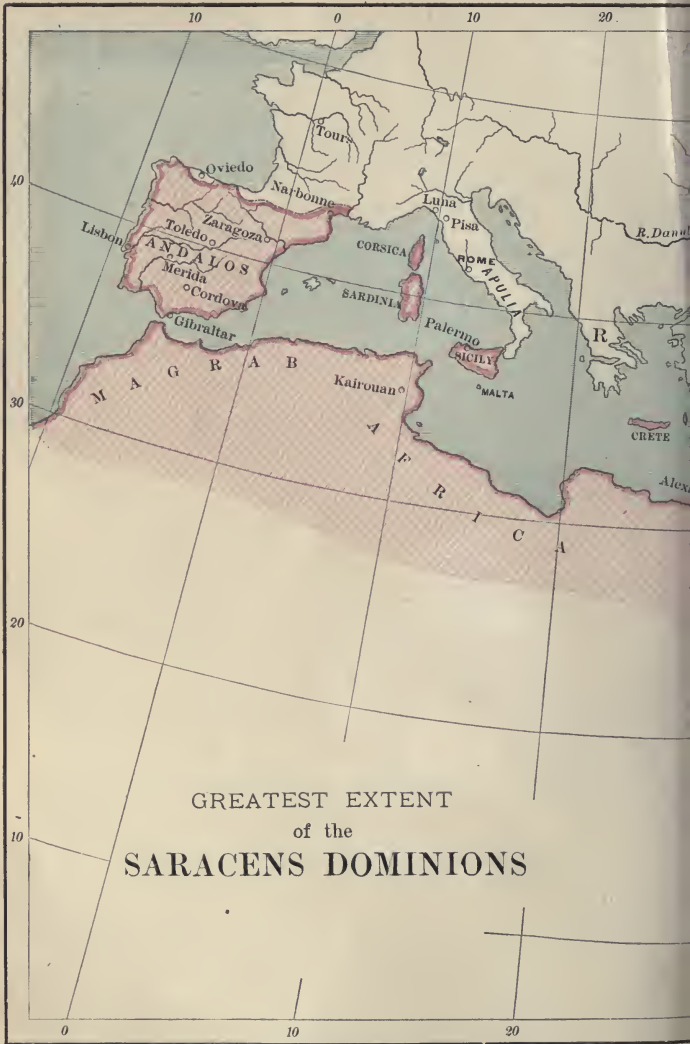 10 0 10 20
Tours
40
Oviedo
Narbonne
Luna
Pisa
R. Danu
Lisbon
Zaragoza
Toledo
ANDALOS
Merida
Cordova
CORSICA
ROME
APULIA
SARDINIA
Gibraltar
Palermo
SICILY
R
MALTA
MAGRAB
Kairouan
30
CRETE
Alex
AFRICA
20
GREATEST EXTENT
of the
SARACENS DOMINIONS
10
0 10 20